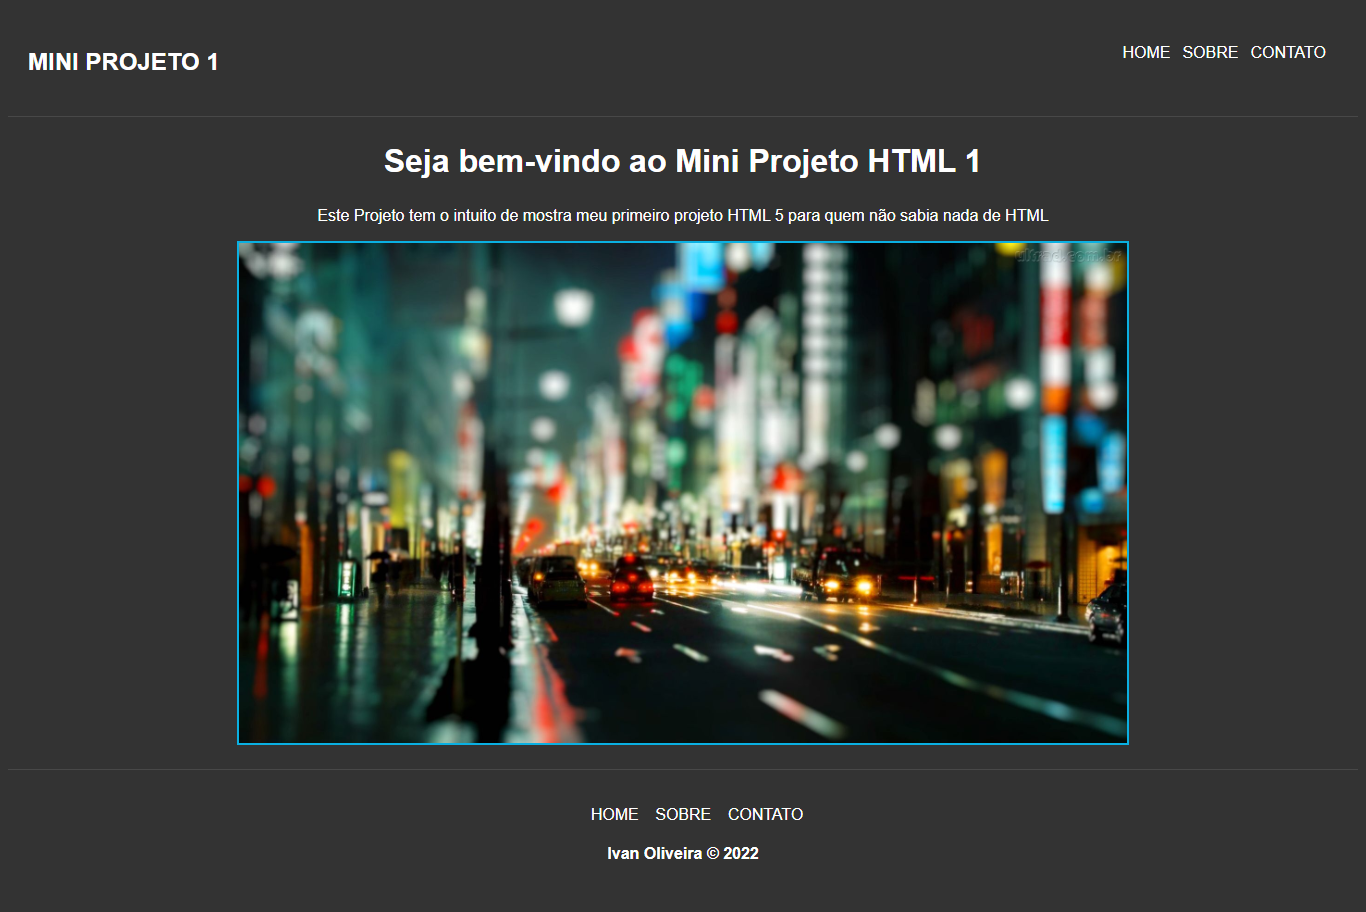 MINI PROJETO 1
HOME SOBRE CONTATO
Seja bem-vindo ao Mini Projeto HTML 1
Este Projeto tem o intuito de mostra meu primeiro projeto HTML 5 para quem não sabia nada de HTML
HOME SOBRE CONTATO
Ivan Oliveira © 2022